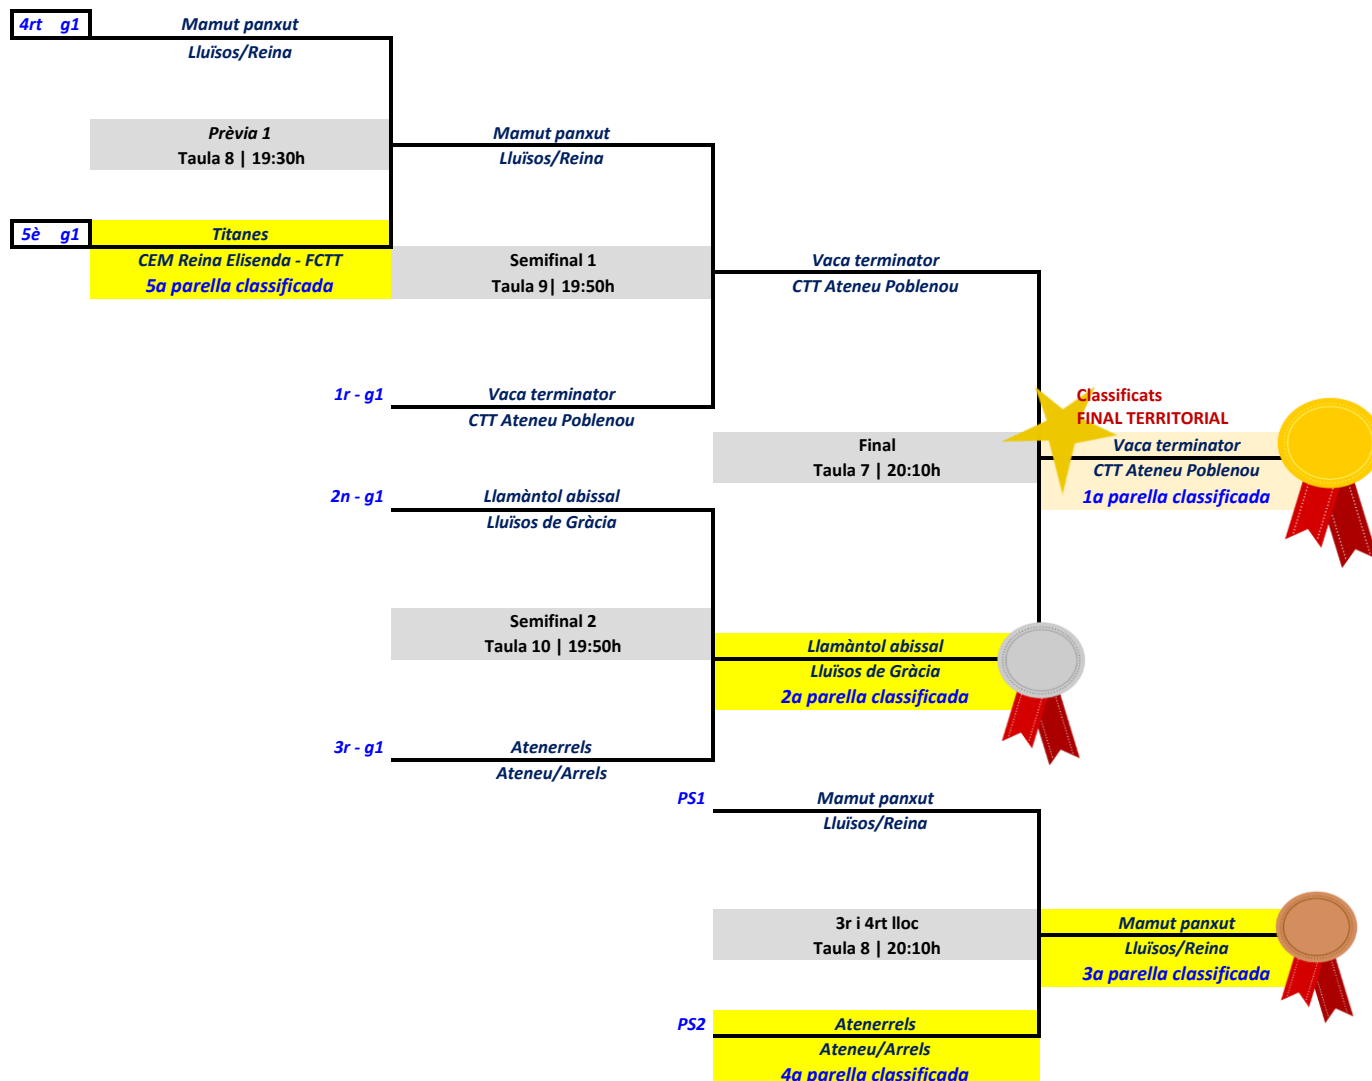 4rt g1 Mamut panxut
Lluïsos/Reina
Prèvia 1
Taula 8 | 19:30h
Mamut panxut
Lluïsos/Reina
5è g1 Titanes
CEM Reina Elisenda - FCTT
5a parella classificada
Semifinal 1
Taula 9| 19:50h
Vaca terminator
CTT Ateneu Poblenou
1r - g1 Vaca terminator
CTT Ateneu Poblenou
Classificats
FINAL TERRITORIAL
Final
Taula 7 | 20:10h
Vaca terminator
CTT Ateneu Poblenou
1a parella classificada
2n - g1 Llamàntol abissal
Lluïsos de Gràcia
Semifinal 2
Taula 10 | 19:50h
Llamàntol abissal
Lluïsos de Gràcia
2a parella classificada
3r - g1 Atenerrels
Ateneu/Arrels
PS1 Mamut panxut
Lluïsos/Reina
3r i 4rt lloc
Taula 8 | 20:10h
Mamut panxut
Lluïsos/Reina
3a parella classificada
PS2 Atenerrels
Ateneu/Arrels
4a parella classificada